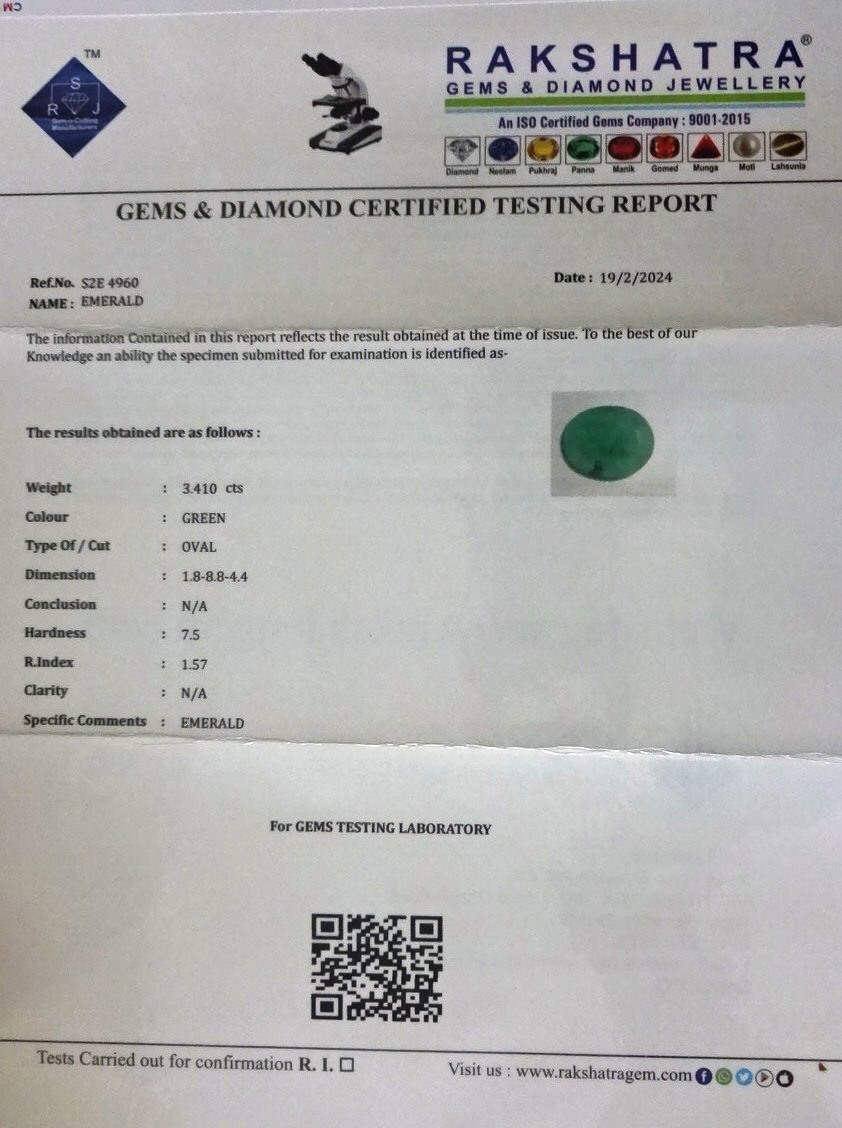 CM
TM
S
R J
Gems-n-Cutting
Manufacturers
RAKSHATRA®
GEMS & DIAMOND JEWELLERY
An ISO Certified Gems Company : 9001-2015
Diamond Neelam Pukhraj Panna Manik Gomed Munga Moti Lahsunia
GEMS & DIAMOND CERTIFIED TESTING REPORT
Ref.No. S2E 4960
Date : 19/2/2024
NAME : EMERALD
The information Contained in this report reflects the result obtained at the time of issue. To the best of our
Knowledge an ability the specimen submitted for examination is identified as-
The results obtained are as follows :
Weight : 3.410 cts
Colour : GREEN
Type Of / Cut : OVAL
Dimension : 1.8-8.8-4.4
Conclusion : N/A
Hardness : 7.5
R.Index : 1.57
Clarity : N/A
Specific Comments : EMERALD
For GEMS TESTING LABORATORY
Tests Carried out for confirmation R. I. ☐
Visit us : www.rakshatragem.com